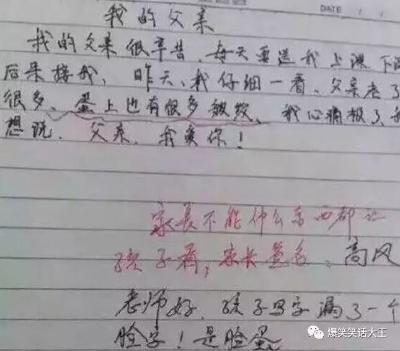 我的父亲
我的父亲很辛苦，每天要送我上课，下课
后来接我，昨天，我仔细一看，父亲老了
很多，蛋上也有很多皱纹，我心痛极了，我
想说，父亲，我爱你！
家长不能什么东西都让
孩子看，家长签名：高风
老师好，孩子写字漏了一个
脸字！是脸蛋
爆笑笑话大王